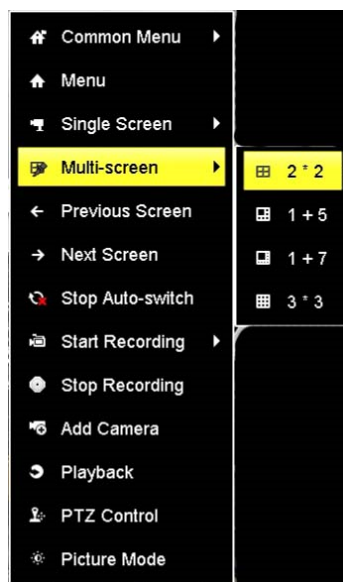 Common Menu
Menu
Single Screen
Multi-screen
2 * 2
Previous Screen
1 + 5
Next Screen
1 + 7
Stop Auto-switch
3 * 3
Start Recording
Stop Recording
Add Camera
Playback
PTZ Control
Picture Mode